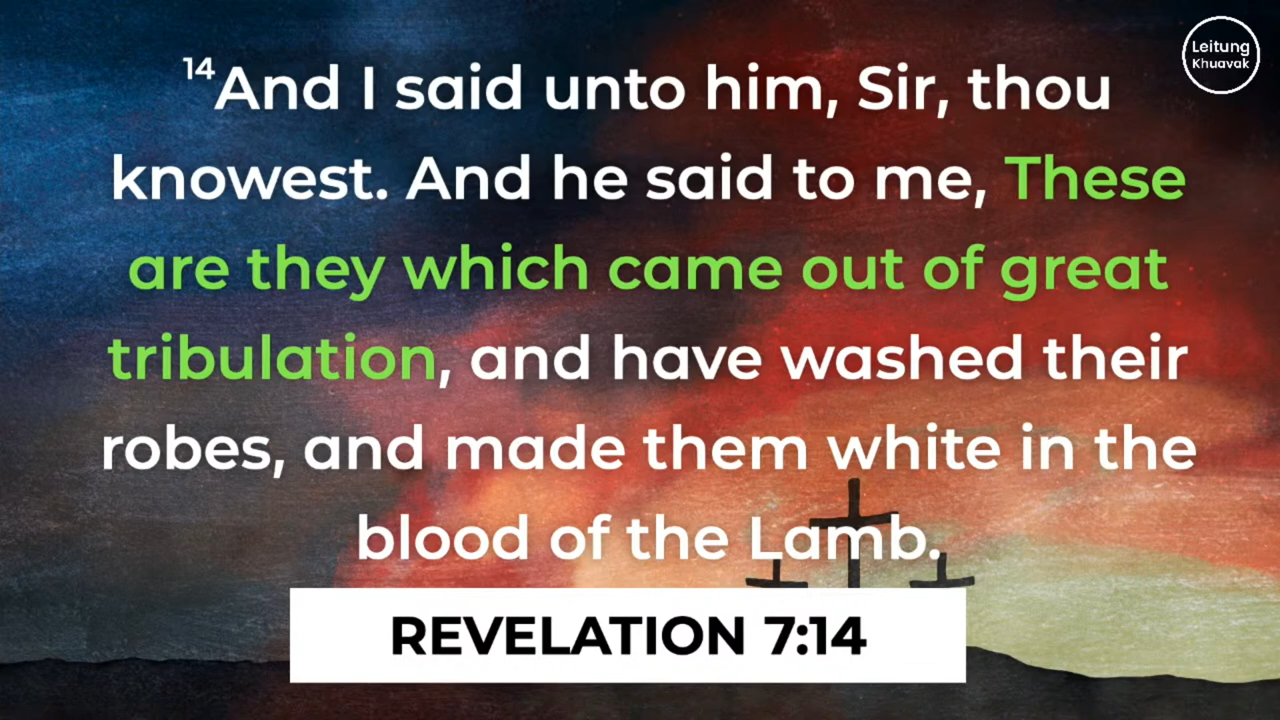 Leitung
Khuavak
14And I said unto him, Sir, thou
knowest. And he said to me, These
are they which came out of great
tribulation, and have washed their
robes, and made them white in the
blood of the Lamb.
REVELATION 7:14